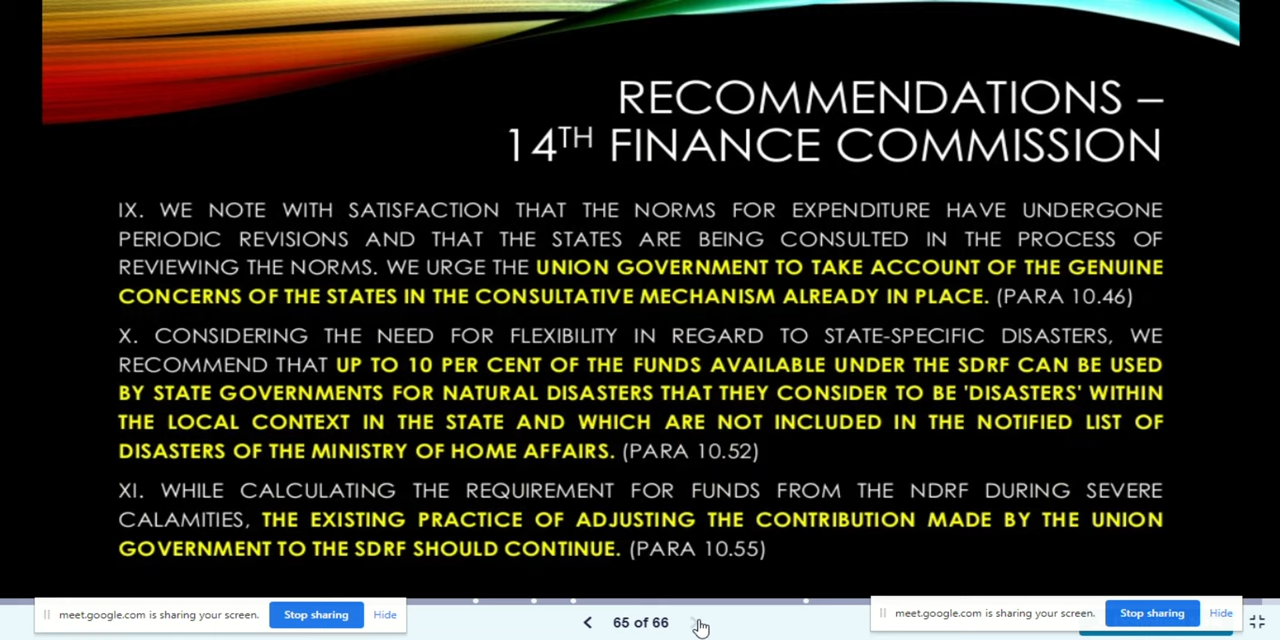 RECOMMENDATIONS –
14TH FINANCE COMMISSION
IX. WE NOTE WITH SATISFACTION THAT THE NORMS FOR EXPENDITURE HAVE UNDERGONE
PERIODIC REVISIONS AND THAT THE STATES ARE BEING CONSULTED IN THE PROCESS OF
REVIEWING THE NORMS. WE URGE THE UNION GOVERNMENT TO TAKE ACCOUNT OF THE GENUINE
CONCERNS OF THE STATES IN THE CONSULTATIVE MECHANISM ALREADY IN PLACE. (PARA 10.46)
X. CONSIDERING THE NEED FOR FLEXIBILITY IN REGARD TO STATE-SPECIFIC DISASTERS, WE
RECOMMEND THAT UP TO 10 PER CENT OF THE FUNDS AVAILABLE UNDER THE SDRF CAN BE USED
BY STATE GOVERNMENTS FOR NATURAL DISASTERS THAT THEY CONSIDER TO BE 'DISASTERS' WITHIN
THE LOCAL CONTEXT IN THE STATE AND WHICH ARE NOT INCLUDED IN THE NOTIFIED LIST OF
DISASTERS OF THE MINISTRY OF HOME AFFAIRS. (PARA 10.52)
XI. WHILE CALCULATING THE REQUIREMENT FOR FUNDS FROM THE NDRF DURING SEVERE
CALAMITIES, THE EXISTING PRACTICE OF ADJUSTING THE CONTRIBUTION MADE BY THE UNION
GOVERNMENT TO THE SDRF SHOULD CONTINUE. (PARA 10.55)
meet.google.com is sharing your screen. Stop sharing Hide
65 of 66
meet.google.com is sharing your screen. Stop sharing Hide